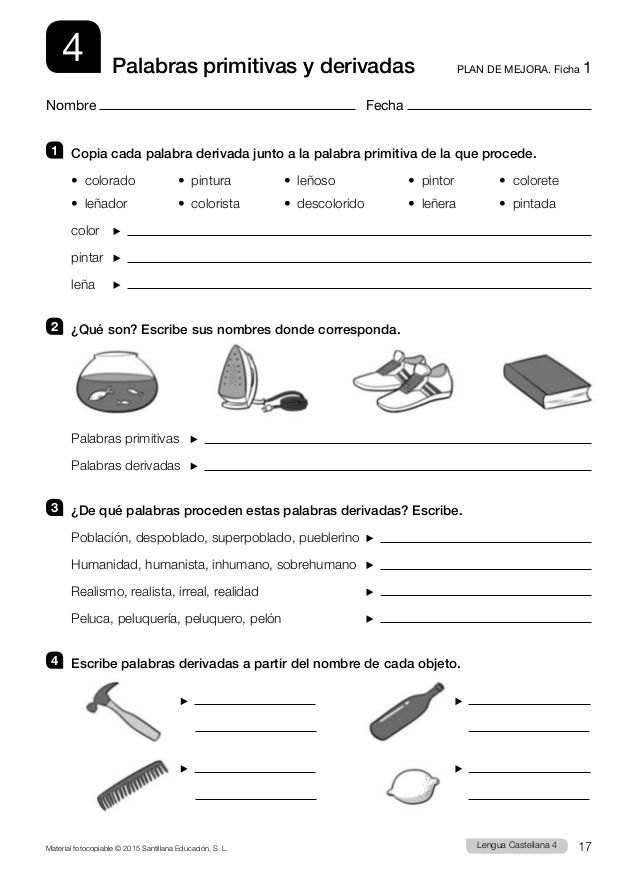 4
Palabras primitivas y derivadas PLAN DE MEJORA. Ficha 1
Nombre Fecha
1 Copia cada palabra derivada junto a la palabra primitiva de la que procede.
• colorado • pintura • leñoso • pintor • colorete
• leñador • colorista • descolorido • leñera • pintada
color ►
pintar ►
leña ►
2 ¿Qué son? Escribe sus nombres donde corresponda.
Palabras primitivas ►
Palabras derivadas ►
3 ¿De qué palabras proceden estas palabras derivadas? Escribe.
Población, despoblado, superpoblado, pueblerino ►
Humanidad, humanista, inhumano, sobrehumano ►
Realismo, realista, irreal, realidad ►
Peluca, peluquería, peluquero, pelón ►
4 Escribe palabras derivadas a partir del nombre de cada objeto.
Material fotocopiable © 2015 Santillana Educación, S. L. Lengua Castellana 4 17